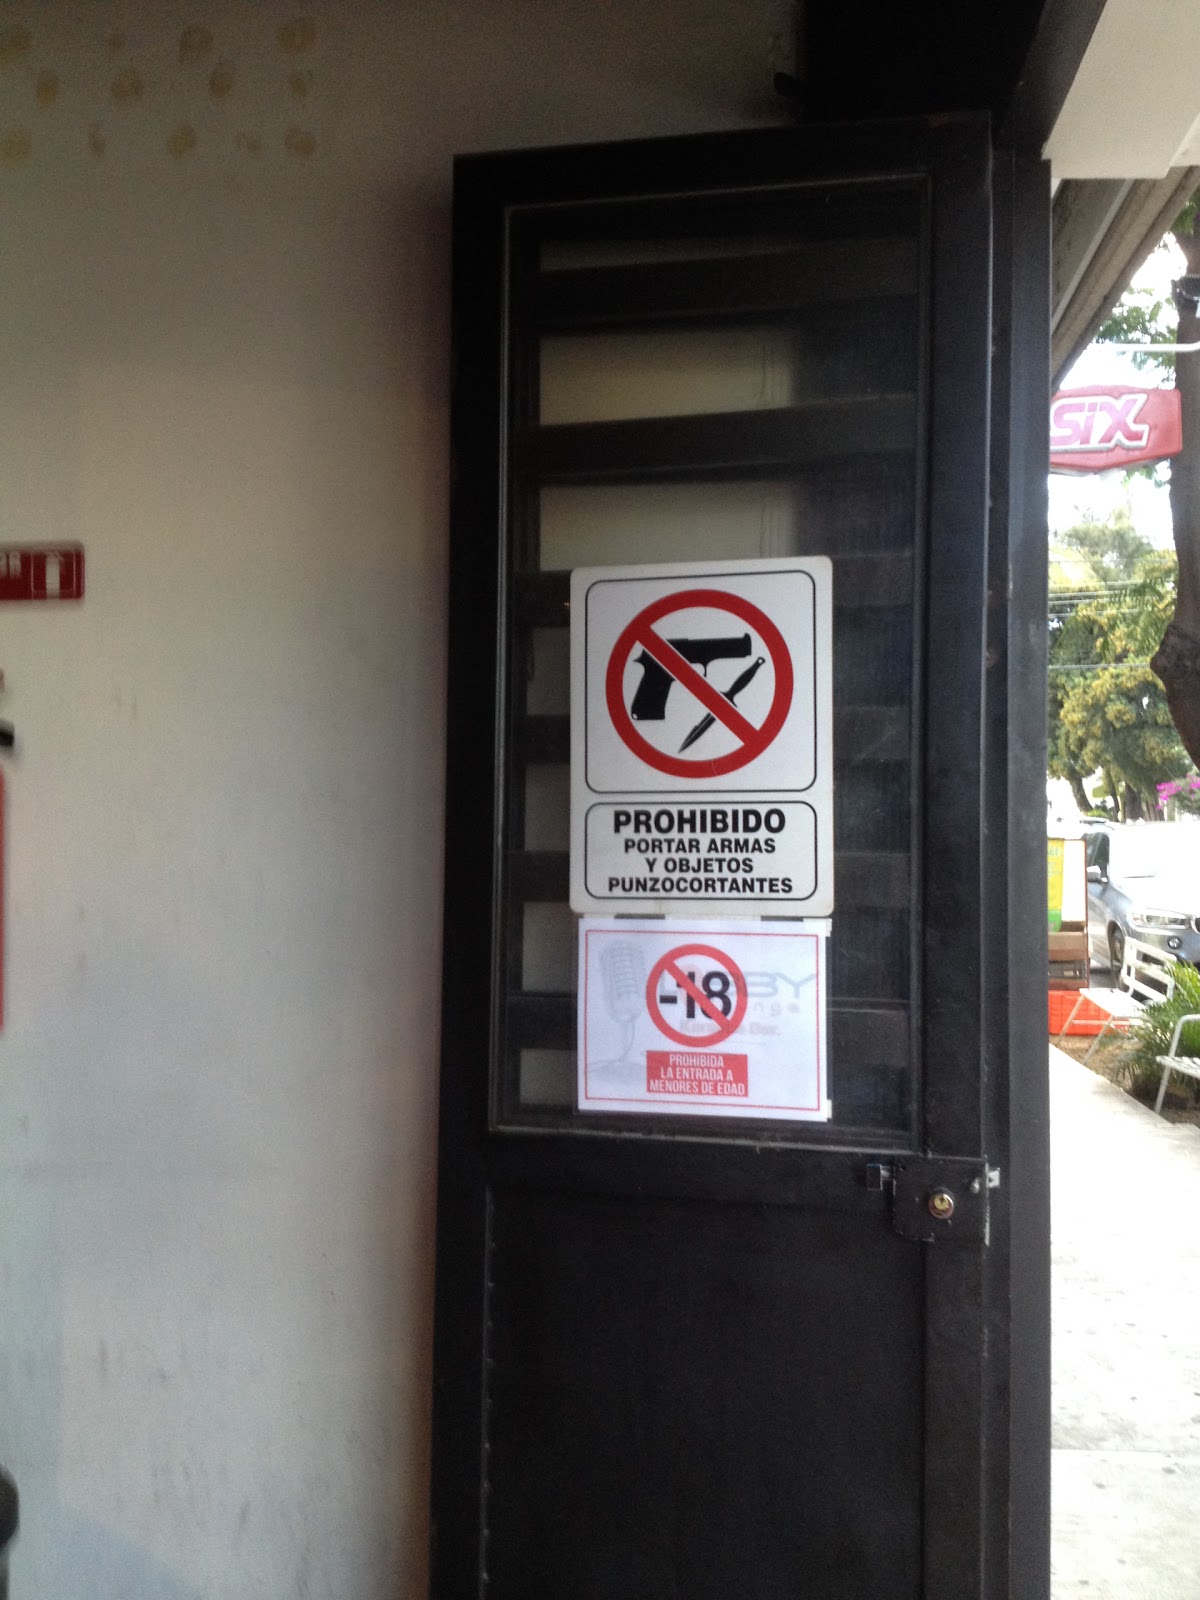 SiX
PROHIBIDO
PORTAR ARMAS
Y OBJETOS
PUNZOCORTANTES
-18
PROHIBIDA
LA ENTRADA A
MENORES DE EDAD